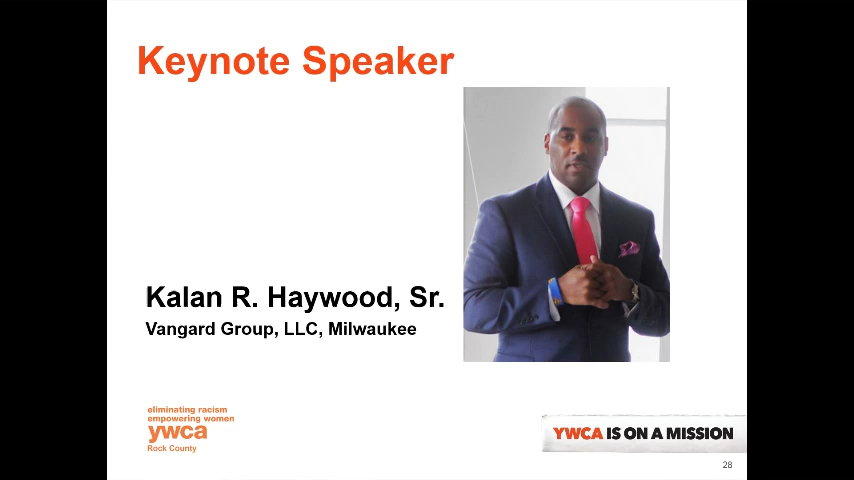 Keynote Speaker
Kalan R. Haywood, Sr.
Vangard Group, LLC, Milwaukee
eliminating racism
empowering women
ywca
Rock County
YWCA IS ON A MISSION
28